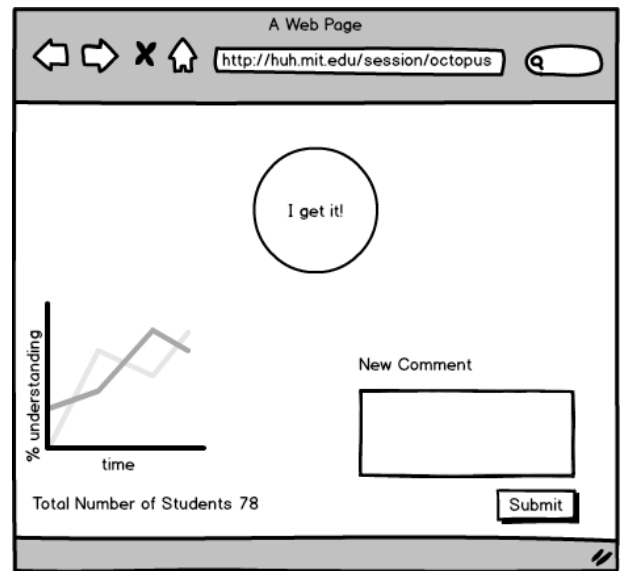 A Web Page
http://huh.mit.edu/session/octopus
I get it!
% understanding
time
New Comment
Total Number of Students 78
Submit